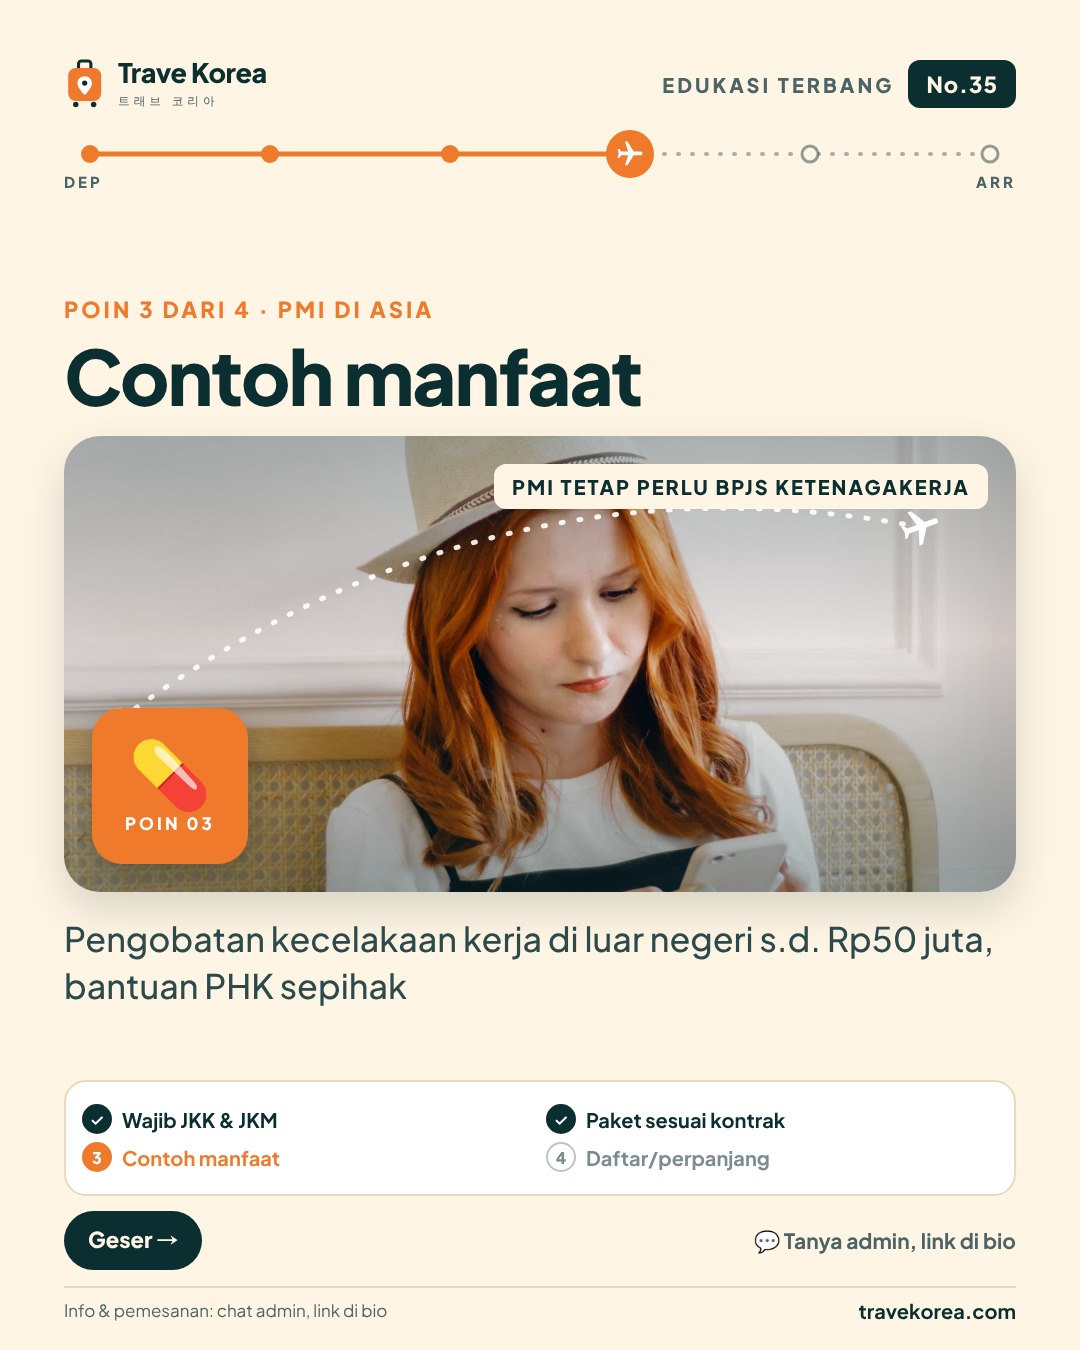 Trave Korea
트래브 코리아
EDUKASI TERBANG
No.35
DEP
ARR
POIN 3 DARI 4 · PMI DI ASIA
Contoh manfaat
PMI TETAP PERLU BPJS KETENAGAKERJA
POIN 03
Pengobatan kecelakaan kerja di luar negeri s.d. Rp50 juta,
bantuan PHK sepihak
Wajib JKK & JKM
Paket sesuai kontrak
3 Contoh manfaat
4 Daftar/perpanjang
Geser →
💬 Tanya admin, link di bio
Info & pemesanan: chat admin, link di bio
travekorea.com